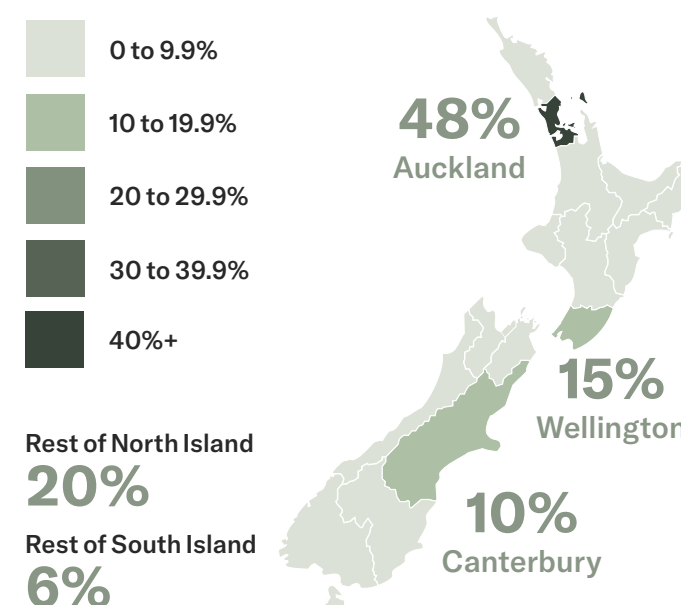 0 to 9.9%
10 to 19.9%
20 to 29.9%
30 to 39.9%
40%+
48%
Auckland
15%
Wellington
Rest of North Island
20%
10%
Canterbury
Rest of South Island
6%